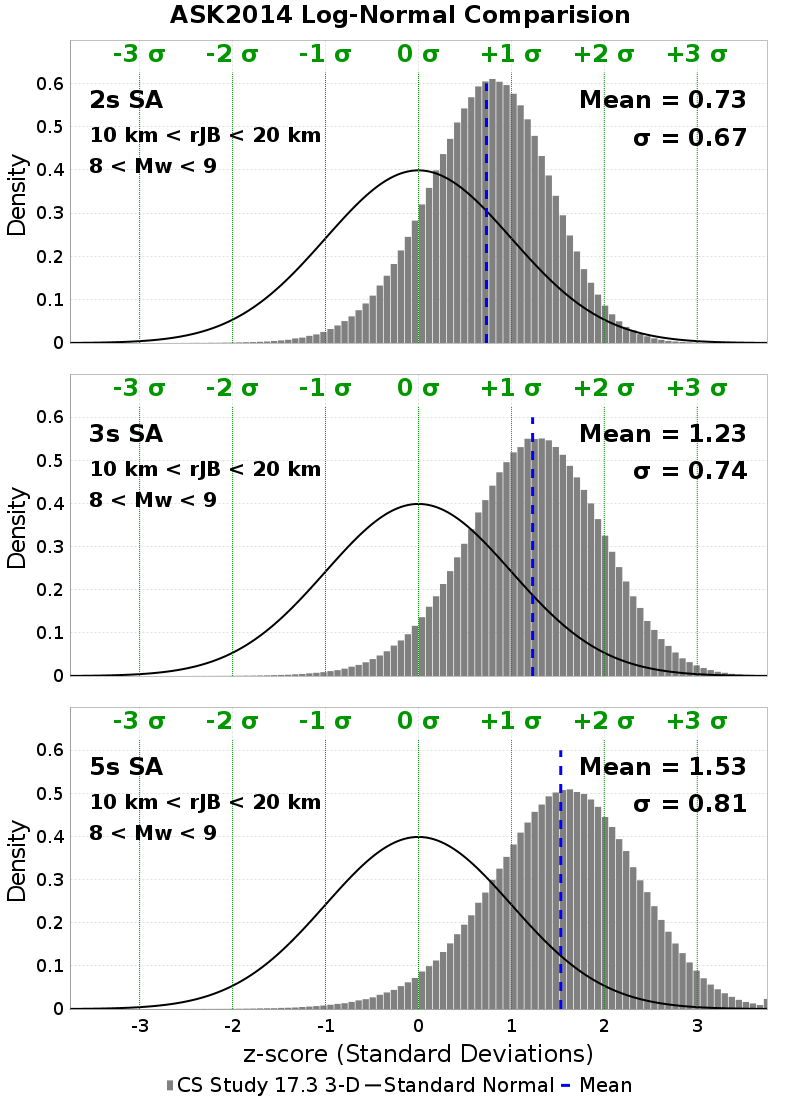 ASK2014 Log-Normal Comparision
-3 σ -2 σ -1 σ 0 σ +1 σ +2 σ +3 σ
2s SA
10 km < rJB < 20 km
8 < Mw < 9
Mean = 0.73
σ = 0.67
Density
0.6
0.5
0.4
0.3
0.2
0.1
0
-3 σ -2 σ -1 σ 0 σ +1 σ +2 σ +3 σ
3s SA
10 km < rJB < 20 km
8 < Mw < 9
Mean = 1.23
σ = 0.74
Density
0.6
0.5
0.4
0.3
0.2
0.1
0
-3 σ -2 σ -1 σ 0 σ +1 σ +2 σ +3 σ
5s SA
10 km < rJB < 20 km
8 < Mw < 9
Mean = 1.53
σ = 0.81
Density
0.6
0.5
0.4
0.3
0.2
0.1
0
-3 -2 -1 0 1 2 3
z-score (Standard Deviations)
CS Study 17.3 3-D Standard Normal Mean